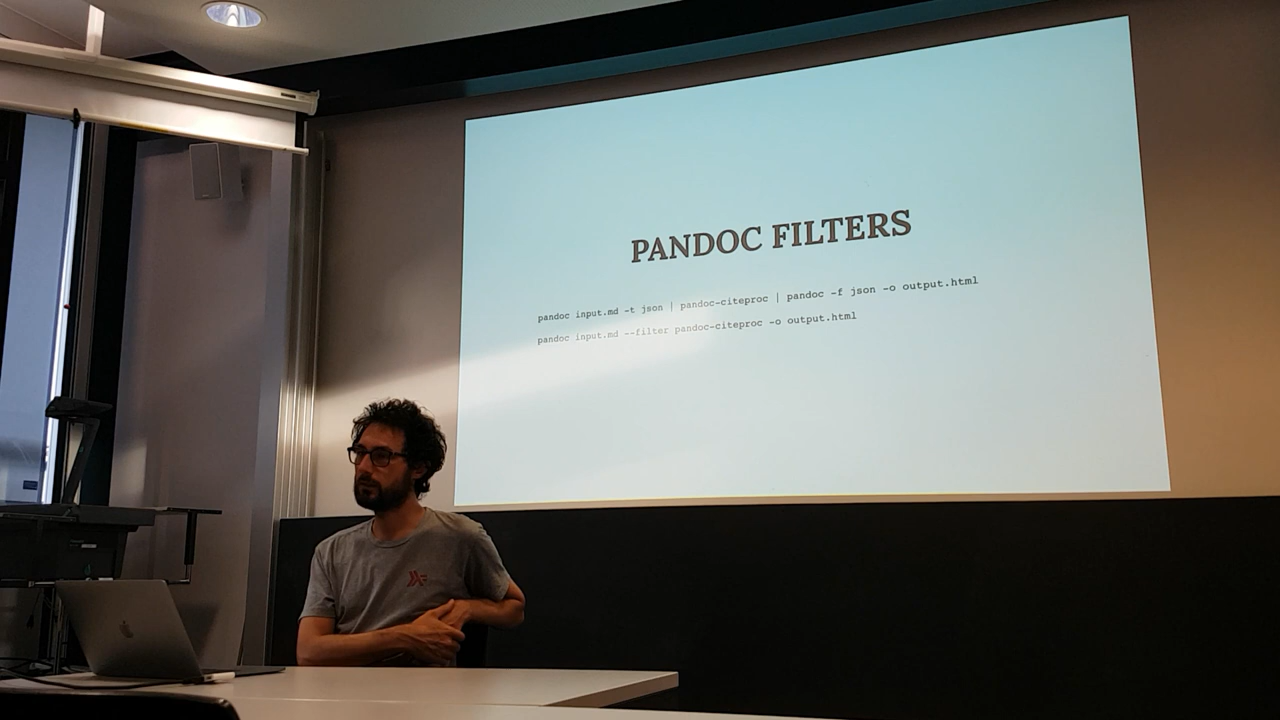 PANDOC FILTERS
pandoc input.md -t json | pandoc-citeproc | pandoc -f json -o output.html
pandoc input.md --filter pandoc-citeproc -o output.html